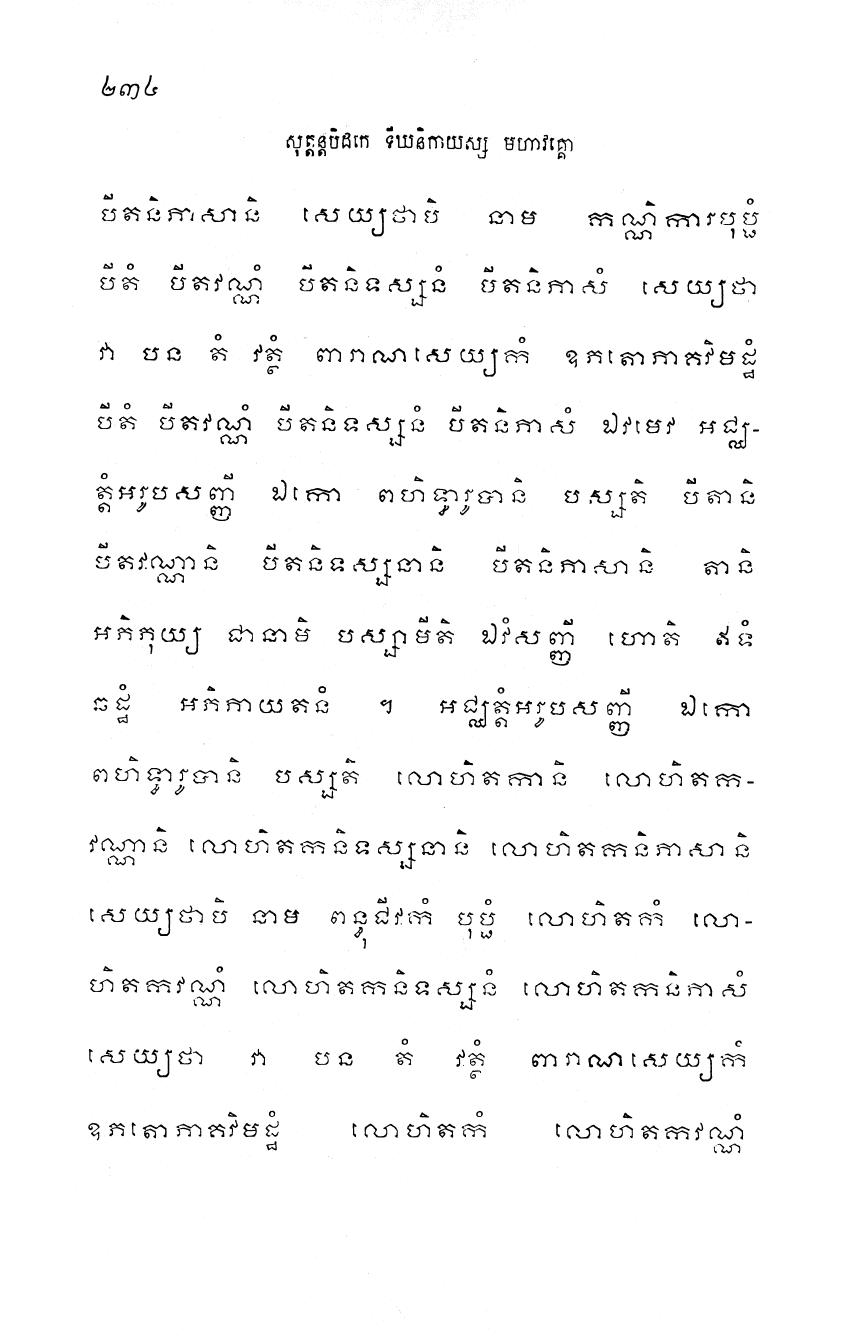 ២៣៤
សុត្តន្តបិដកេ ទីឃនិកាយស្ស មហាវគ្គោ
បីតនិភាសានិ សេយ្យថាបិ នាម កណ្ណិការបុប្ផំ
បីតំ បីតវណ្ណំ បីតនិទស្សនំ បីតនិភាសំ សេយ្យថា
វា បន តំ វត្ថំ ពារាណសេយ្យកំ ឧភតោភាគវិមដ្ឋំ
បីតំ បីតវណ្ណំ បីតនិទស្សនំ បីតនិភាសំ ឯវមេវ អជ្ឈ-
ត្តំអរូបសញ្ញី ឯកោ ពហិទ្ធារូបានិ បស្សតិ បីតានិ
បីតវណ្ណានិ បីតនិទស្សនានិ បីតនិភាសានិ តានិ
អភិភុយ្យ ជានាមិ បស្សាមីតិ ឯវំសញ្ញី ហោតិ ឥទំ
ឆដ្ឋំ អភិភាយតនំ ។ អជ្ឈត្តំអរូបសញ្ញី ឯកោ
ពហិទ្ធារូបានិ បស្សតិ លោហិតកានិ លោហិតក-
វណ្ណានិ លោហិតកនិទស្សនានិ លោហិតកនិភាសានិ
សេយ្យថាបិ នាម ពន្ធុជីវកំ បុប្ផំ លោហិតកំ លោ-
ហិតកវណ្ណំ លោហិតកនិទស្សនំ លោហិតកនិភាសំ
សេយ្យថា វា បន តំ វត្ថំ ពារាណសេយ្យកំ
ឧភតោភាគវិមដ្ឋំ លោហិតកំ លោហិតកវណ្ណំ